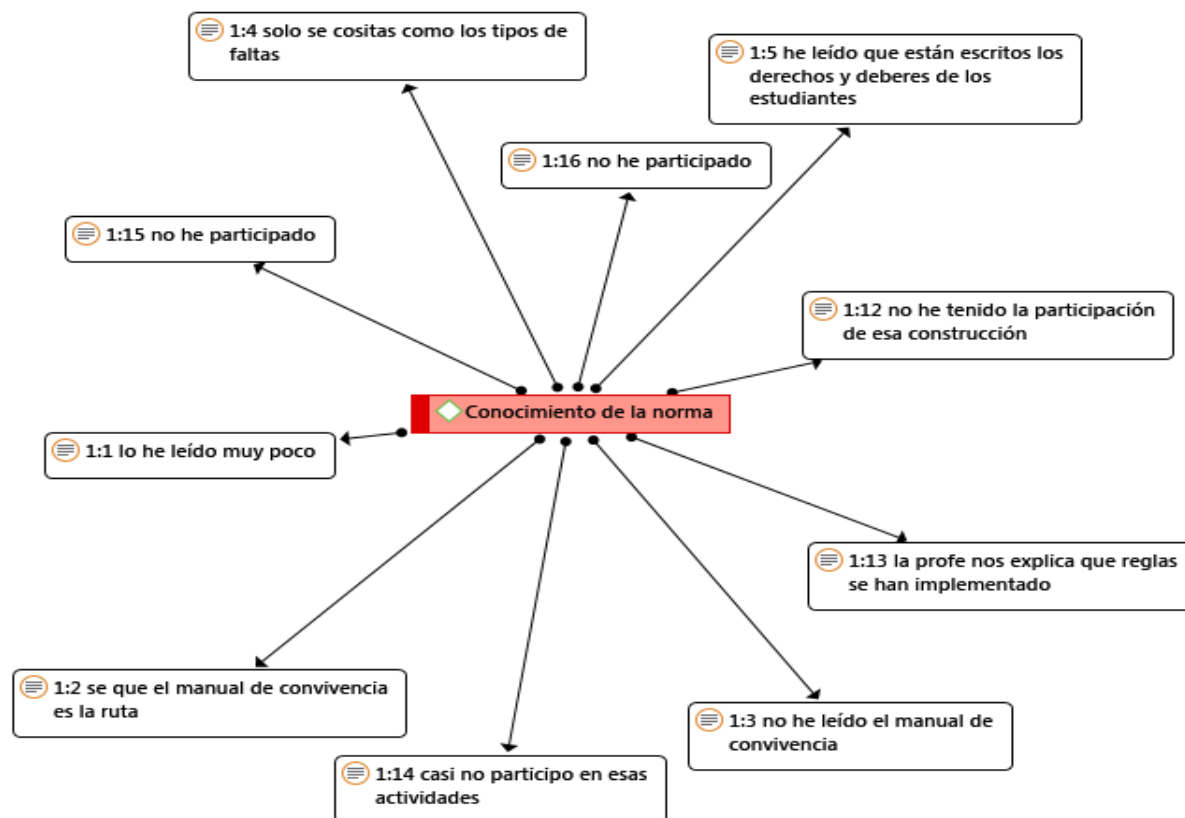 1:4 solo se cositas como los tipos de
faltas
1:5 he leído que están escritos los
derechos y deberes de los
estudiantes
1:16 no he participado
1:15 no he participado
1:12 no he tenido la participación
de esa construcción
Conocimiento de la norma
1:1 lo he leído muy poco
1:13 la profe nos explica que reglas
se han implementado
1:2 se que el manual de convivencia
es la ruta
1:3 no he leído el manual de
convivencia
1:14 casi no participo en esas
actividades